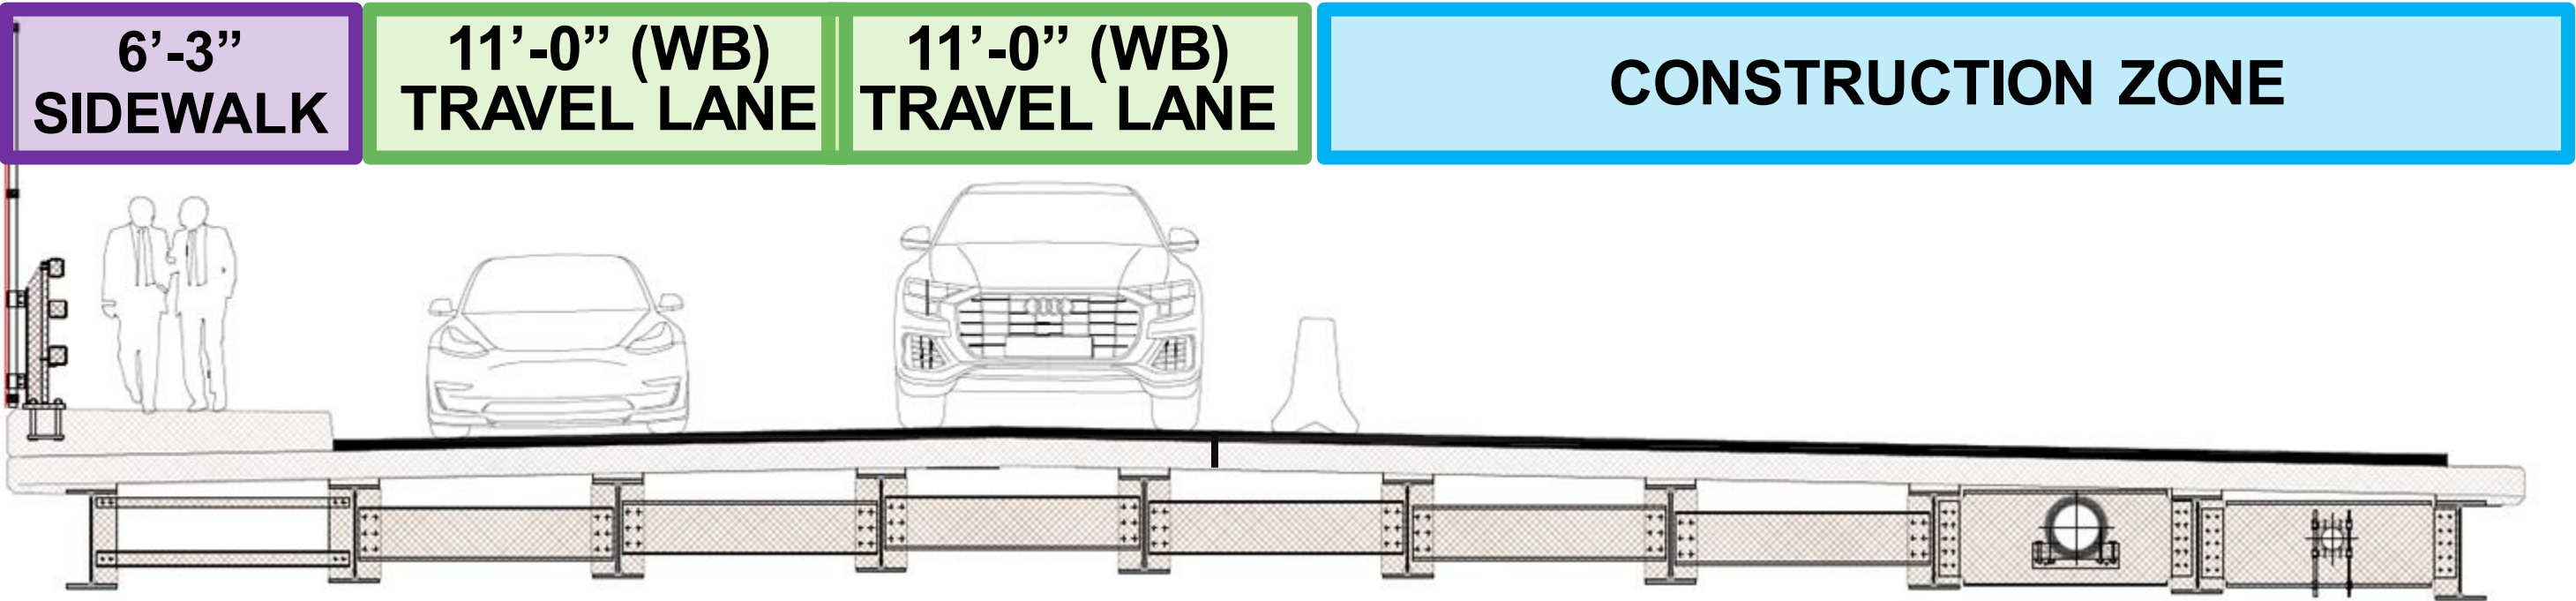 6’-3”
SIDEWALK
11’-0” (WB)
TRAVEL LANE
11’-0” (WB)
TRAVEL LANE
CONSTRUCTION ZONE